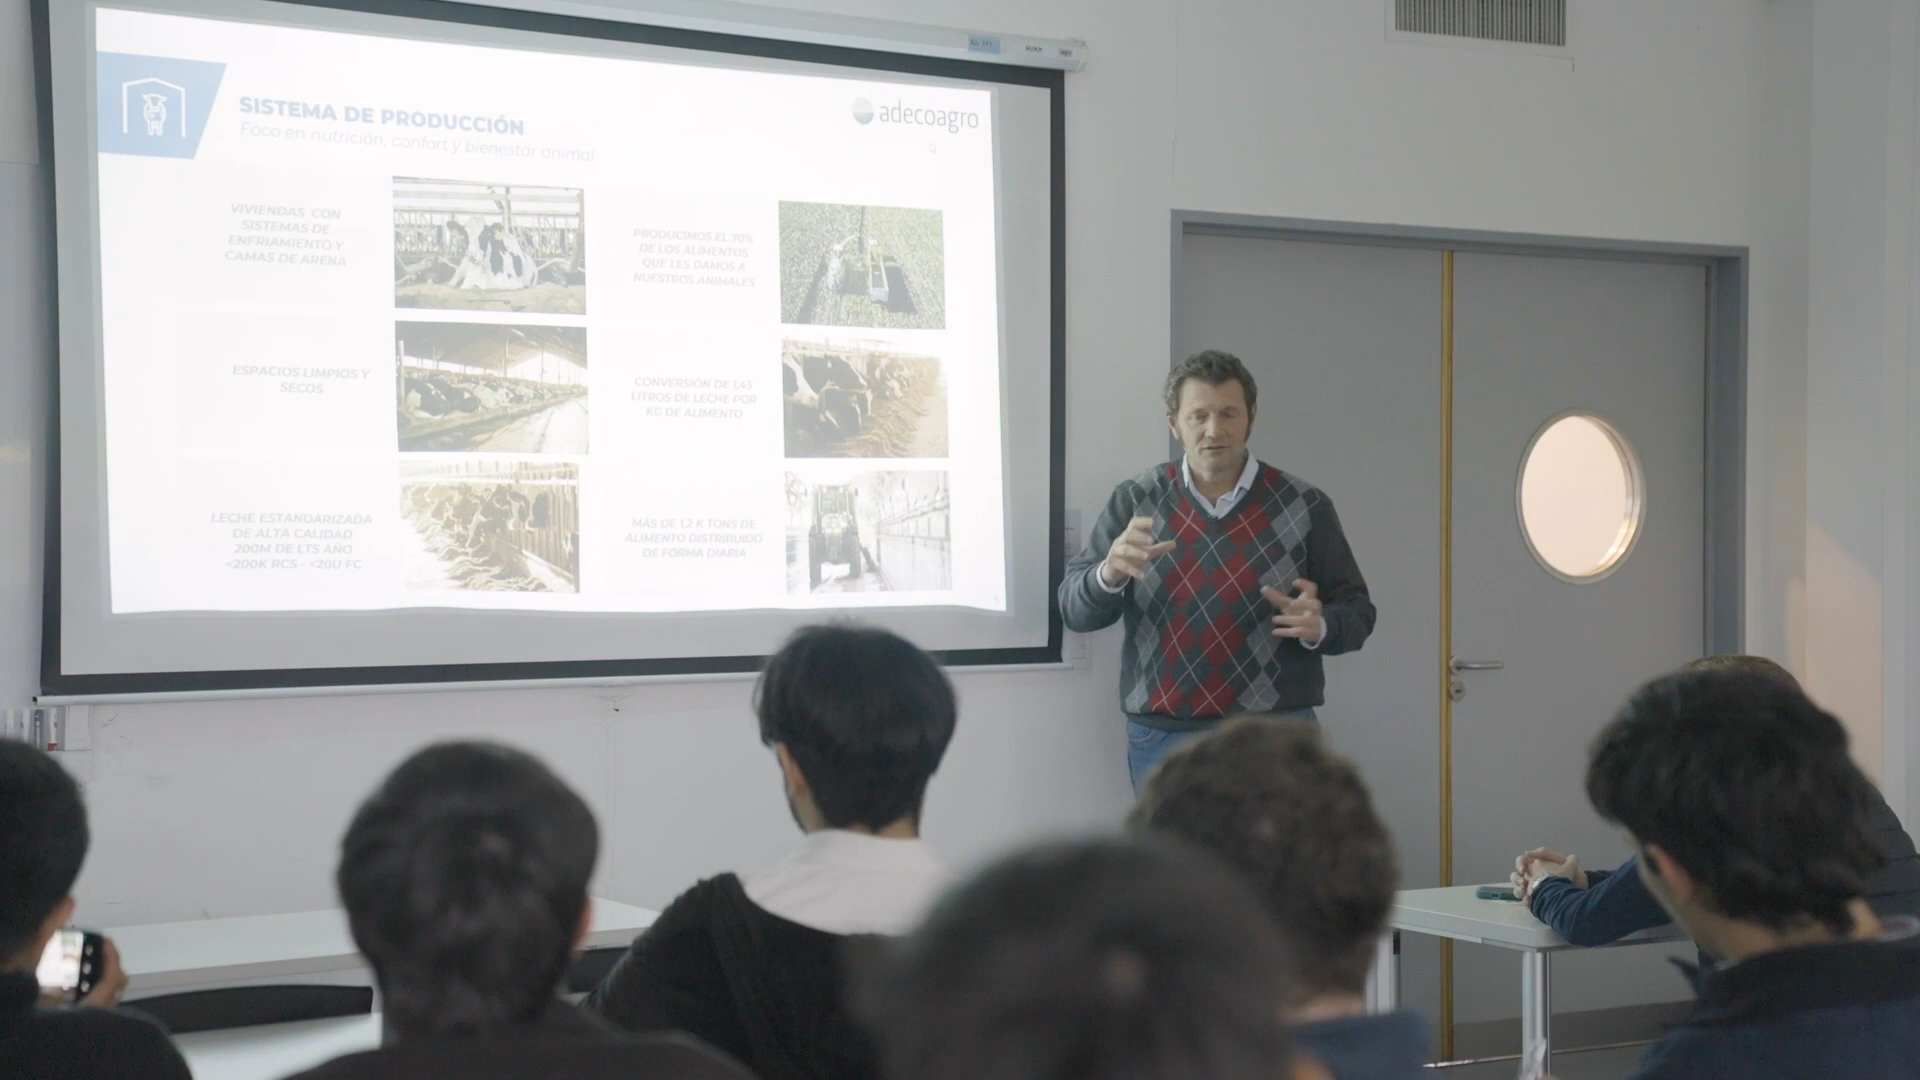 SISTEMA DE PRODUCCIÓN
Foco en nutrición, confort y bienestar animal
adecoagro
VIVIENDAS CON
SISTEMAS DE
ENFRIAMIENTO Y
CAMAS DE ARENA
PRODUCIMOS EL 70%
DE LOS ALIMENTOS
QUE LES DAMOS A
NUESTROS ANIMALES
ESPACIOS LIMPIOS Y
SECOS
CONVERSIÓN DE 1,45
LITROS DE LECHE POR
KG DE ALIMENTO
LECHE ESTANDARIZADA
DE ALTA CALIDAD
200M DE LTS AÑO
<200K RCS - <20U FC
MÁS DE 1,2 K TONS DE
ALIMENTO DISTRIBUIDO
DE FORMA DIARIA